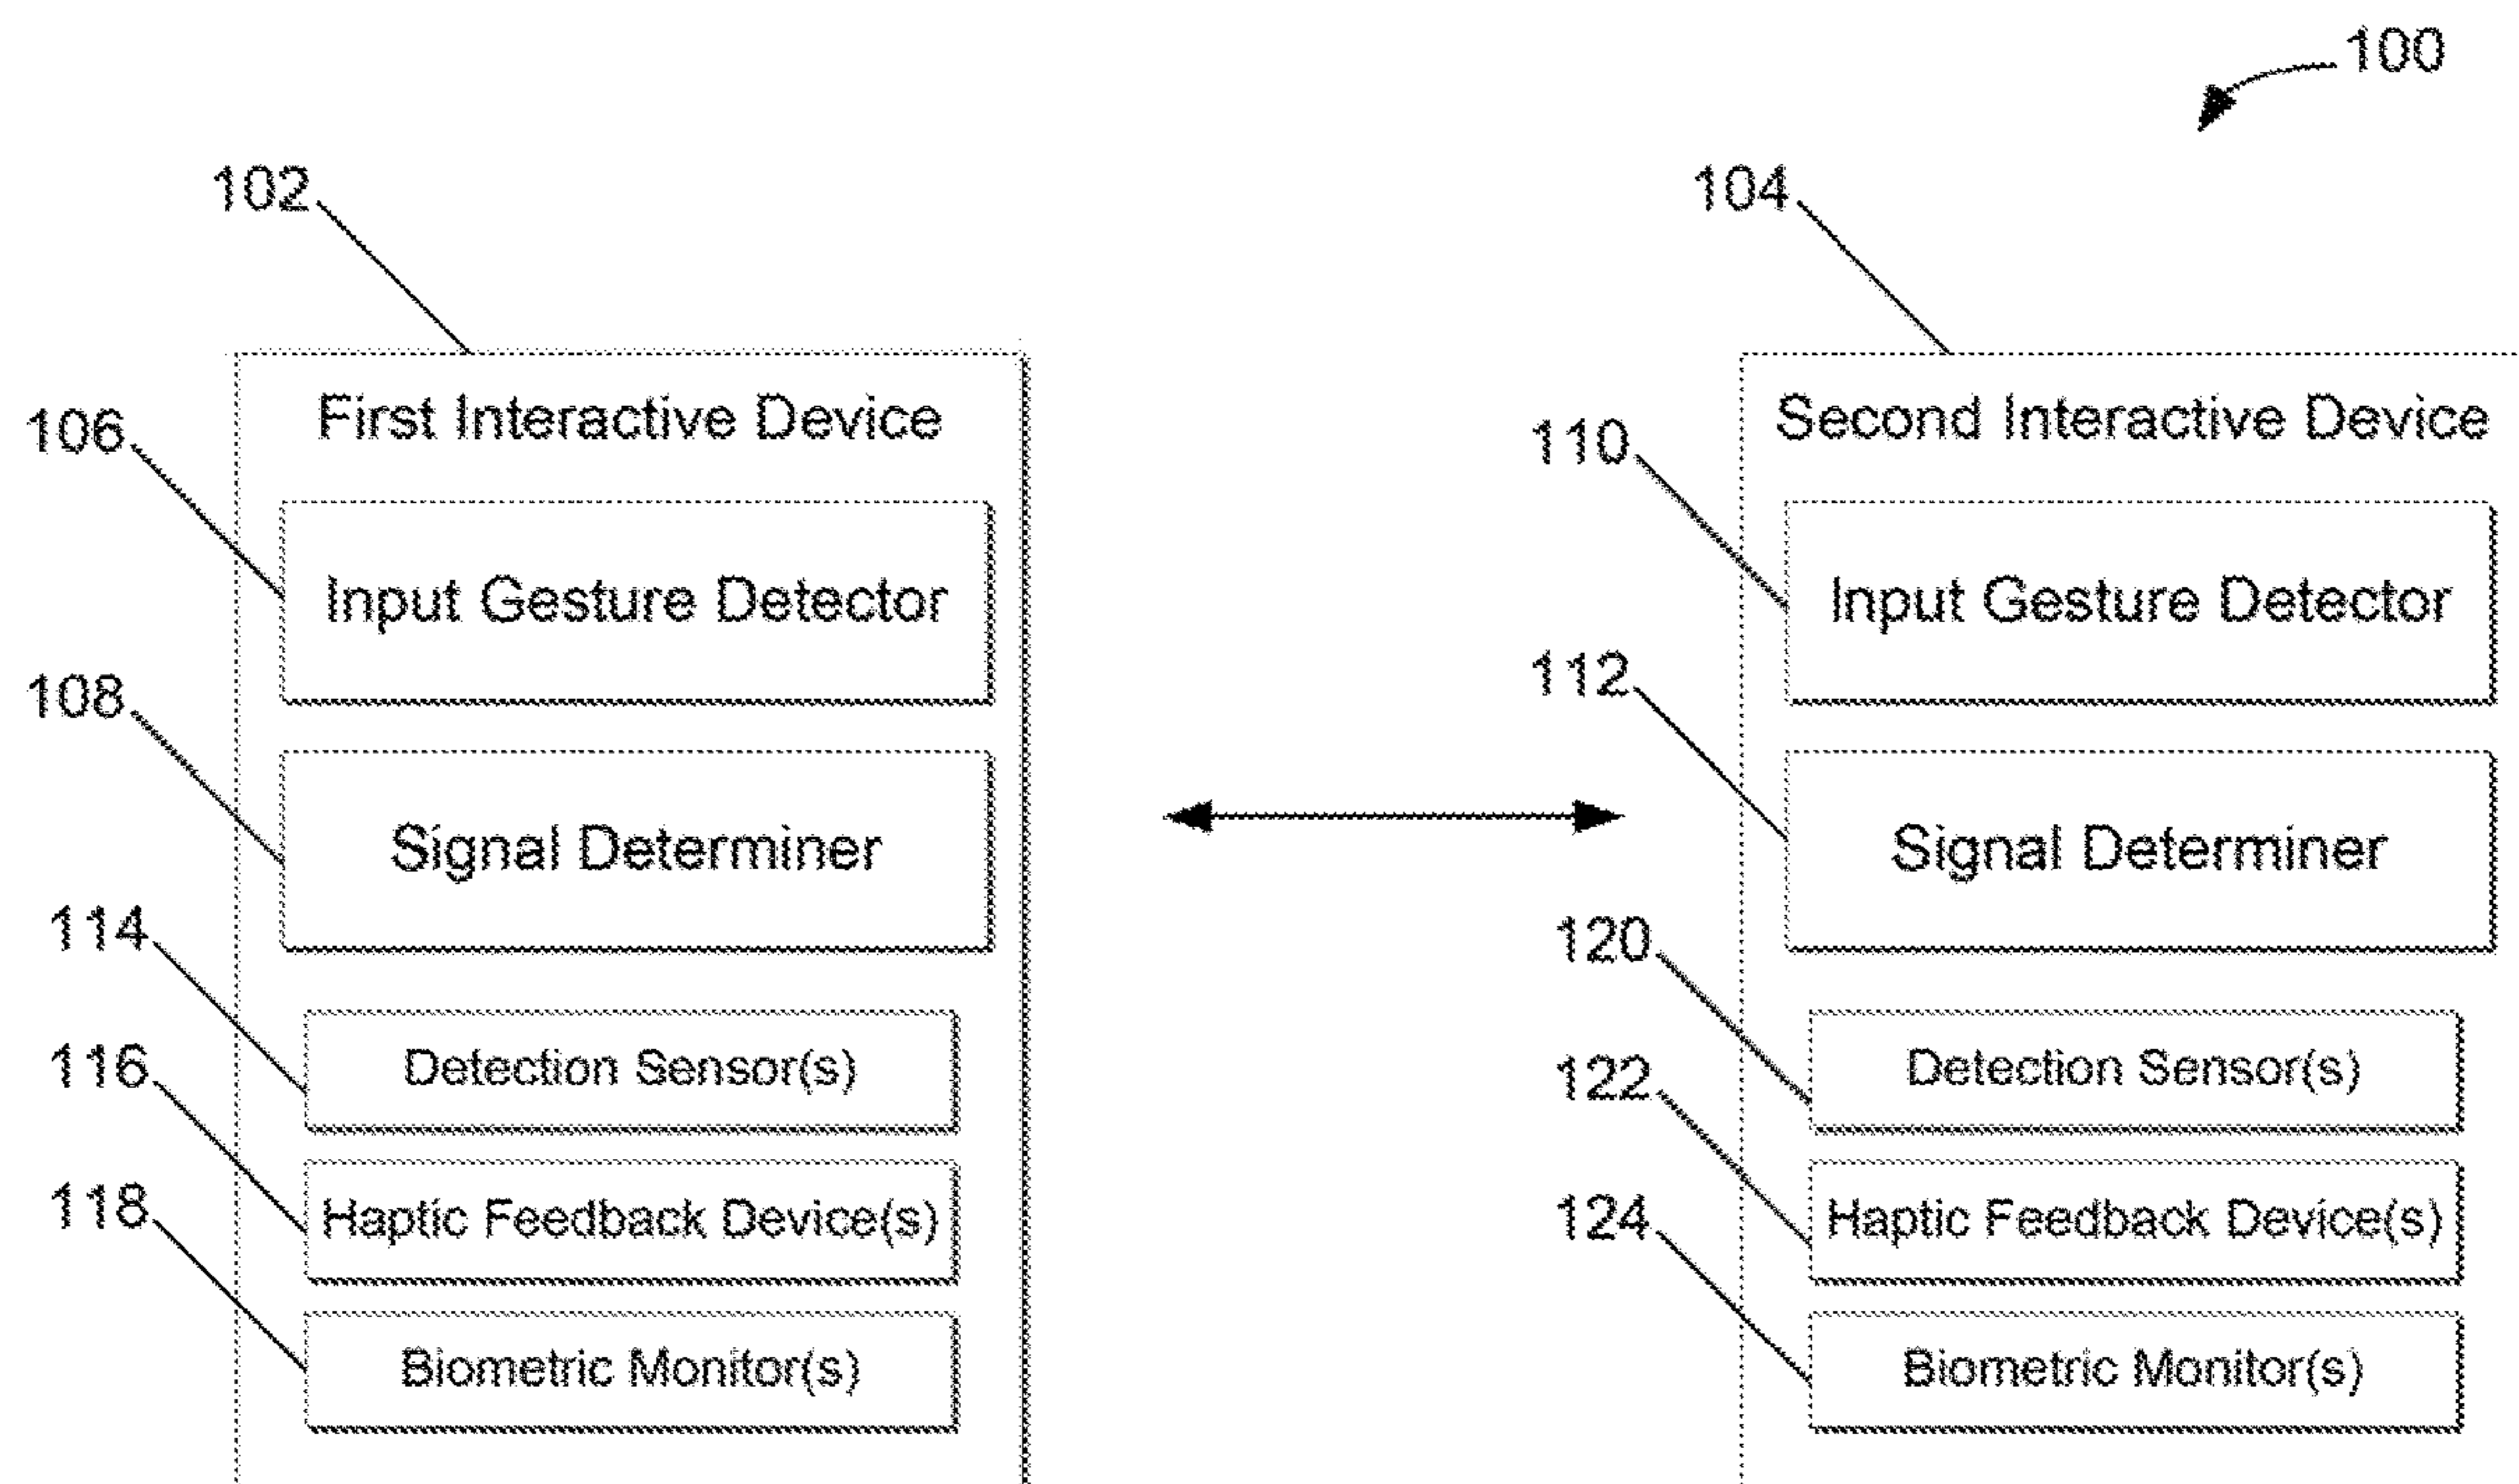 100
102
First Interactive Device
106
Input Gesture Detector
108
Signal Determiner
114
Detection Sensor(s)
116
Haptic Feedback Device(s)
118
Biometric Monitor(s)
104
Second Interactive Device
110
Input Gesture Detector
112
Signal Determiner
120
Detection Sensor(s)
122
Haptic Feedback Device(s)
124
Biometric Monitor(s)